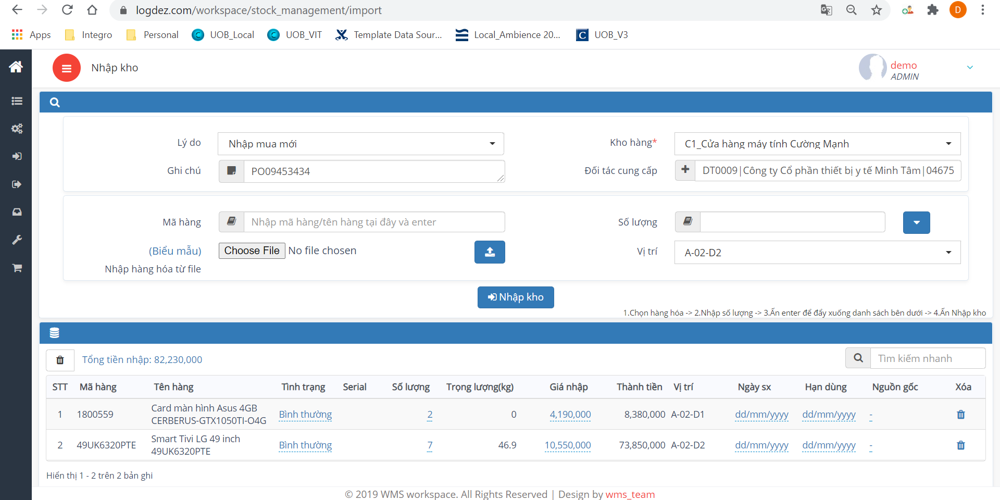 logdez.com/workspace/stock_management/import
D
Apps Integro Personal UOB_Local UOB_VIT Template Data Sour... Local_Ambience 20... UOB_V3
Nhập kho
demo
ADMIN
Lý do Nhập mua mới Kho hàng* C1_Cửa hàng máy tính Cường Mạnh
Ghi chú PO09453434 Đối tác cung cấp DT0009|Công ty Cổ phần thiết bị y tế Minh Tâm|04675
Mã hàng Nhập mã hàng/tên hàng tại đây và enter Số lượng
(Biểu mẫu) Choose File No file chosen Vị trí A-02-D2
Nhập hàng hóa từ file
Nhập kho
1.Chọn hàng hóa -> 2.Nhập số lượng -> 3.Ấn enter để đẩy xuống danh sách bên dưới -> 4.Ấn Nhập kho
Tổng tiền nhập: 82,230,000 Tìm kiếm nhanh
STT Mã hàng Tên hàng Tình trạng Serial Số lượng Trọng lượng(kg) Giá nhập Thành tiền Vị trí Ngày sx Hạn dùng Nguồn gốc Xóa
1 1800559 Card màn hình Asus 4GB CERBERUS-GTX1050TI-O4G Bình thường 2 0 4,190,000 8,380,000 A-02-D1 dd/mm/yyyy dd/mm/yyyy -
2 49UK6320PTE Smart Tivi LG 49 inch 49UK6320PTE Bình thường 7 46.9 10,550,000 73,850,000 A-02-D2 dd/mm/yyyy dd/mm/yyyy -
Hiển thị 1 - 2 trên 2 bản ghi
© 2019 WMS workspace. All Rights Reserved | Design by wms_team